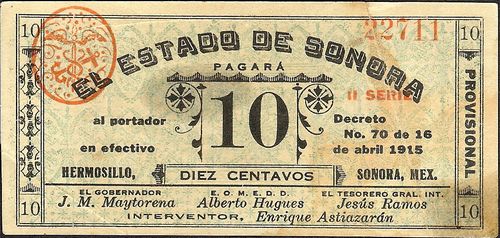 10 22711 10
EL ESTADO DE SONORA
PAGARÁ
II SERIE
PROVISIONAL
al portador
en efectivo
10
Decreto
No. 70 de 16
de abril 1915
HERMOSILLO, DIEZ CENTAVOS SONORA, MEX.
EL GOBERNADOR E. O. M. E. D. D. EL TESORERO GRAL. INT.
J. M. Maytorena Alberto Hugues Jesús Ramos
10 INTERVENTOR, Enrique Astiazarán 10